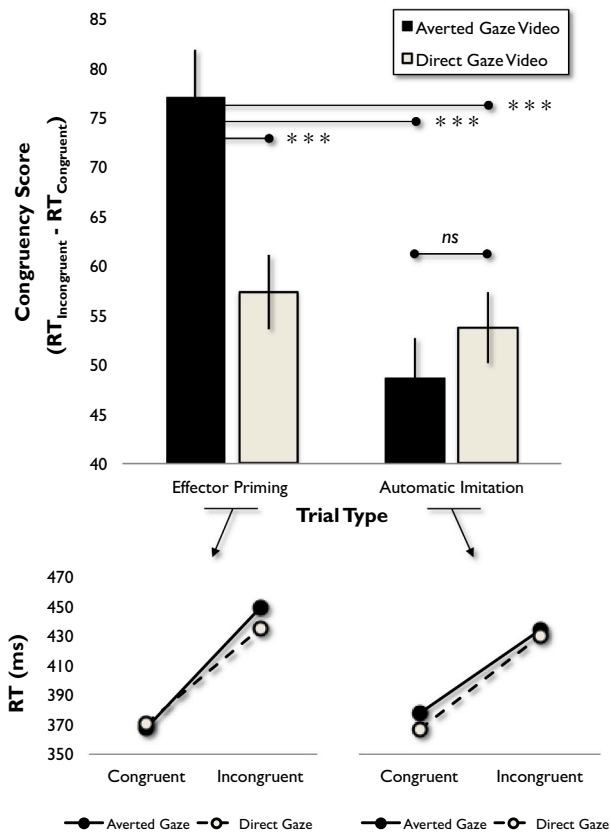 85
80
75
70
65
60
55
50
45
40
Congruency Score
(RT_Incongruent - RT_Congruent)
Averted Gaze Video
Direct Gaze Video
***
***
***
ns
Effector Priming
Automatic Imitation
Trial Type
470
450
430
410
390
370
350
RT (ms)
Congruent
Incongruent
Congruent
Incongruent
Averted Gaze
Direct Gaze
Averted Gaze
Direct Gaze